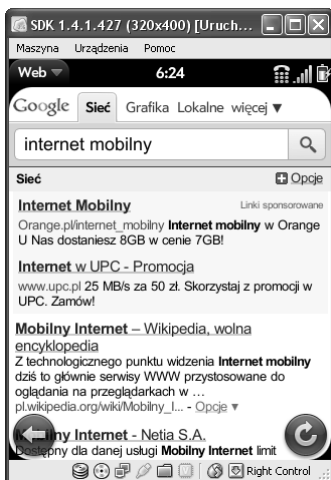 SDK 1.4.1.427 (320x400) [Uruch...
Maszyna Urządzenia Pomoc
Web 6:24
Google Sieć Grafika Lokalne więcej ▼
internet mobilny
Sieć Opcje
Internet Mobilny Linki sponsorowane
Orange.pl/internet_mobilny Internet mobilny w Orange
U Nas dostaniesz 8GB w cenie 7GB!
Internet w UPC - Promocja
www.upc.pl 25 MB/s za 50 zł. Skorzystaj z promocji w
UPC. Zamów!
Mobilny Internet – Wikipedia, wolna
encyklopedia
Z technologicznego punktu widzenia Internet mobilny
dziś to głównie serwisy WWW przystosowane do
oglądania na przeglądarkach w ...
pl.wikipedia.org/wiki/Mobilny_I... - Opcje ▼
Mobilny Internet - Netia S.A.
Dostępny dla danej usługi Mobilny Internet limit
Right Control